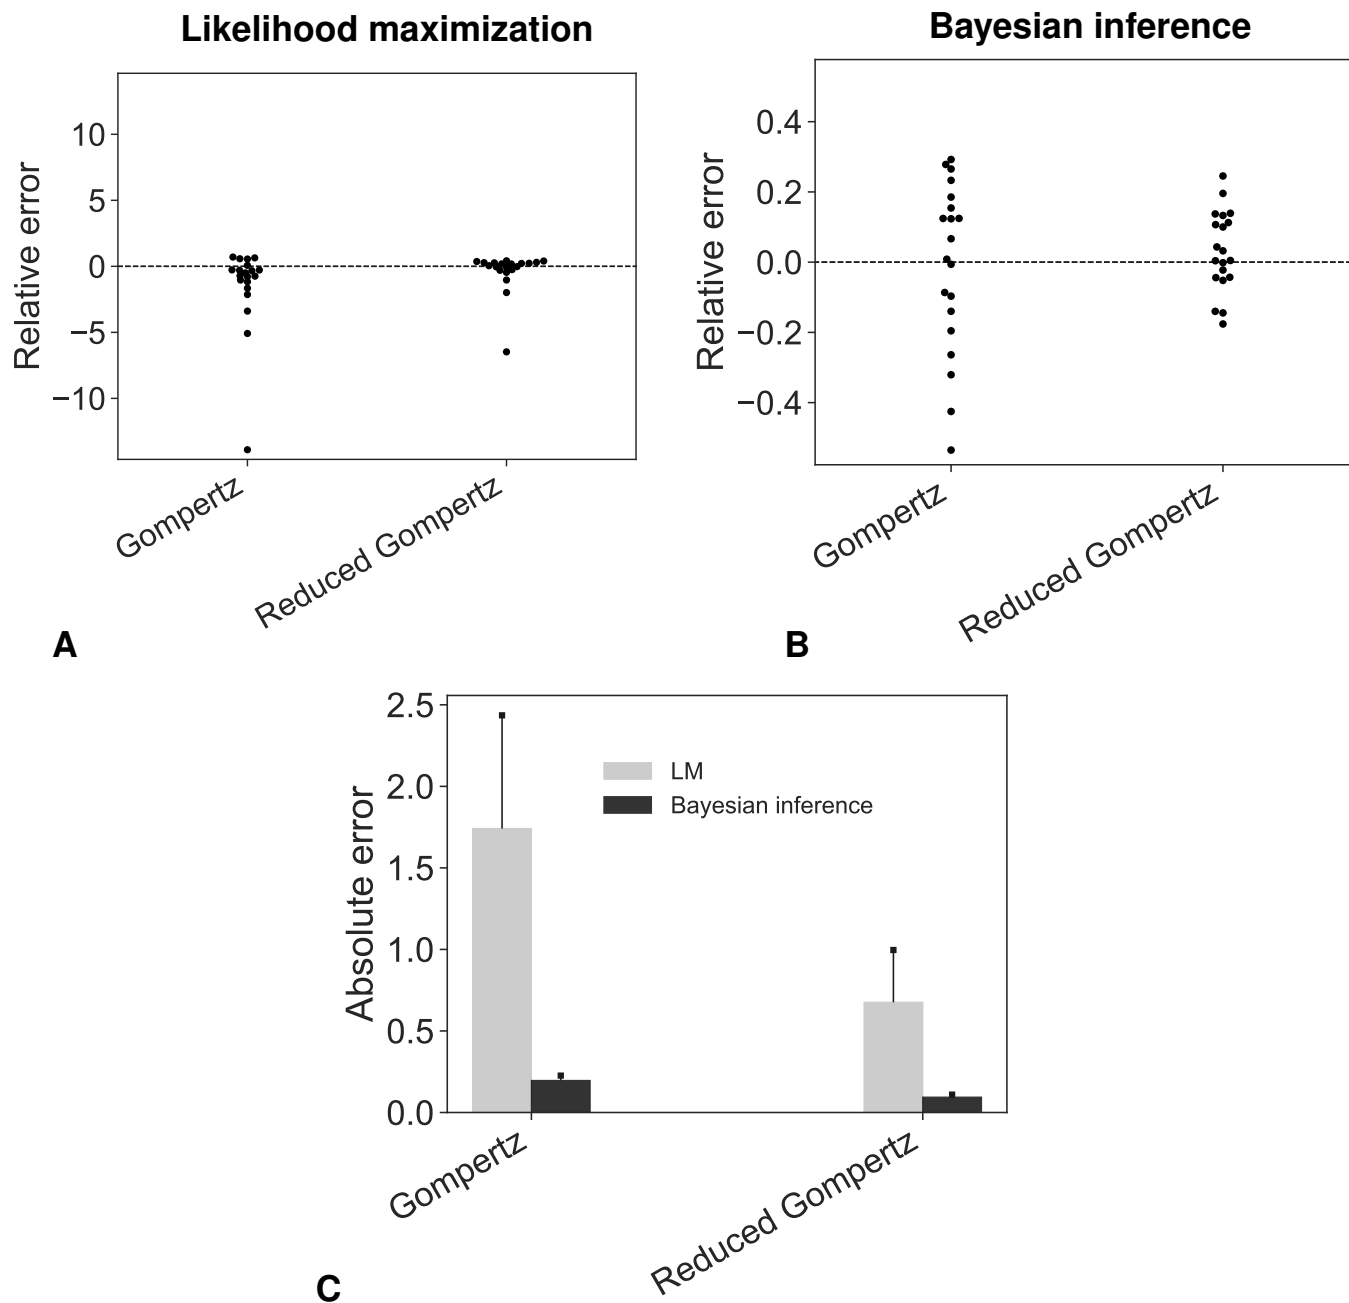 Likelihood maximization
Relative error
10
5
0
−5
−10
Gompertz
Reduced Gompertz
A
Bayesian inference
Relative error
0.4
0.2
0.0
−0.2
−0.4
Gompertz
Reduced Gompertz
B
Absolute error
2.5
2.0
1.5
1.0
0.5
0.0
LM
Bayesian inference
Gompertz
Reduced Gompertz
C